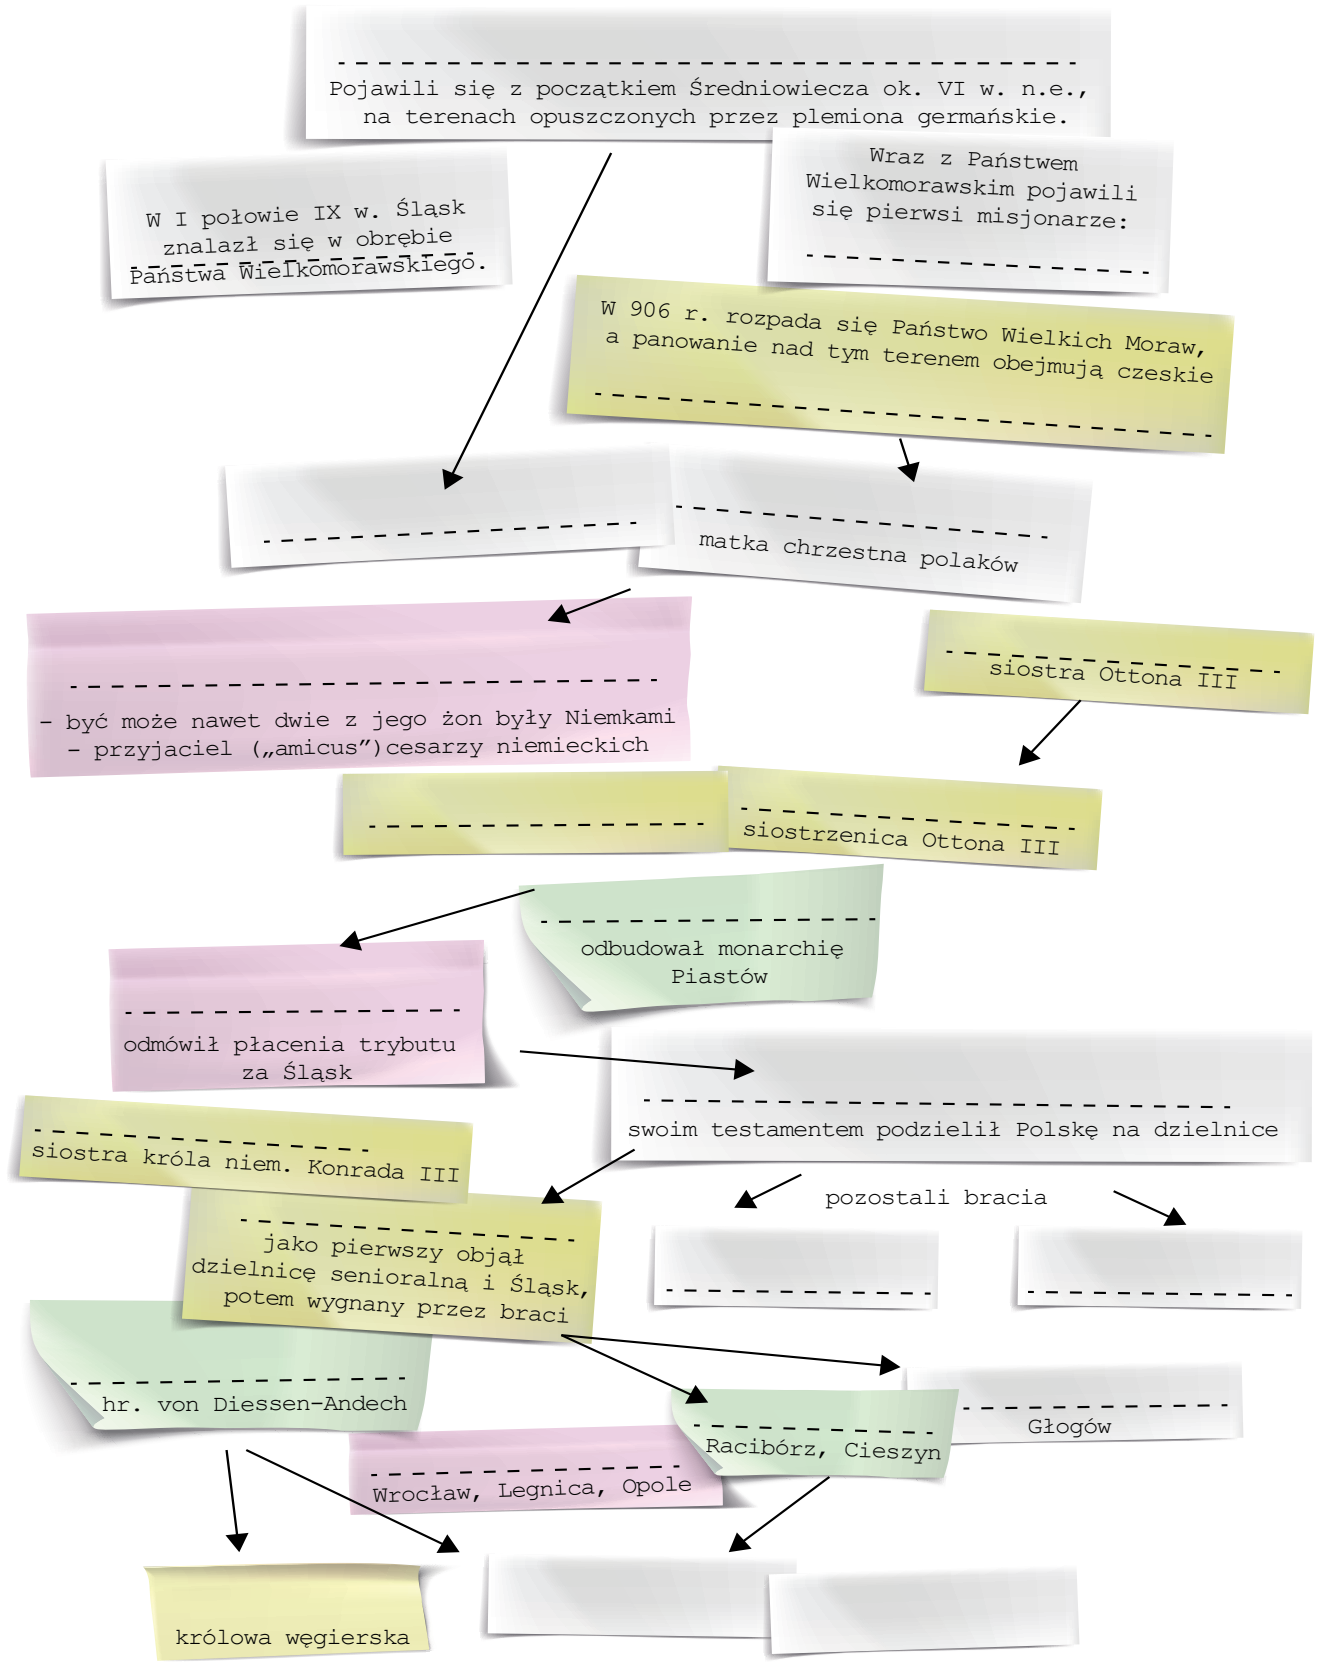 Pojawili się z początkiem Średniowiecza ok. VI w. n.e.,
na terenach opuszczonych przez plemiona germańskie.
W I połowie IX w. Śląsk
znalazł się w obrębie
Państwa Wielkomorawskiego.
Wraz z Państwem
Wielkomorawskim pojawili
się pierwsi misjonarze:
W 906 r. rozpada się Państwo Wielkich Moraw,
a panowanie nad tym terenem obejmują czeskie
matka chrzestna polaków
- być może nawet dwie z jego żon były Niemkami
- przyjaciel („amicus”)cesarzy niemieckich
siostra Ottona III
siostrzenica Ottona III
odbudował monarchię
Piastów
odmówił płacenia trybutu
za Śląsk
swoim testamentem podzielił Polskę na dzielnice
siostra króla niem. Konrada III
pozostali bracia
jako pierwszy objął
dzielnicę senioralną i Śląsk,
potem wygnany przez braci
hr. von Diessen-Andech
Głogów
Racibórz, Cieszyn
Wrocław, Legnica, Opole
królowa węgierska